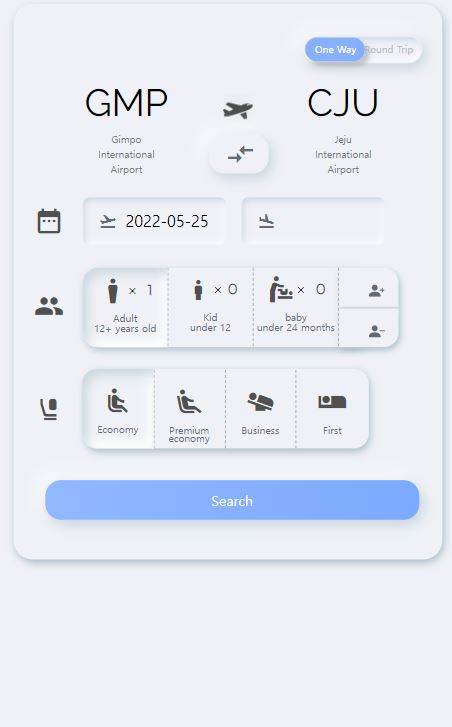 One Way Round Trip
GMP CJU
Gimpo
International
Airport
Jeju
International
Airport
2022-05-25
× 1 × 0 × 0
Adult
12+ years old
Kid
under 12
baby
under 24 months
Economy
Premium
economy
Business
First
Search